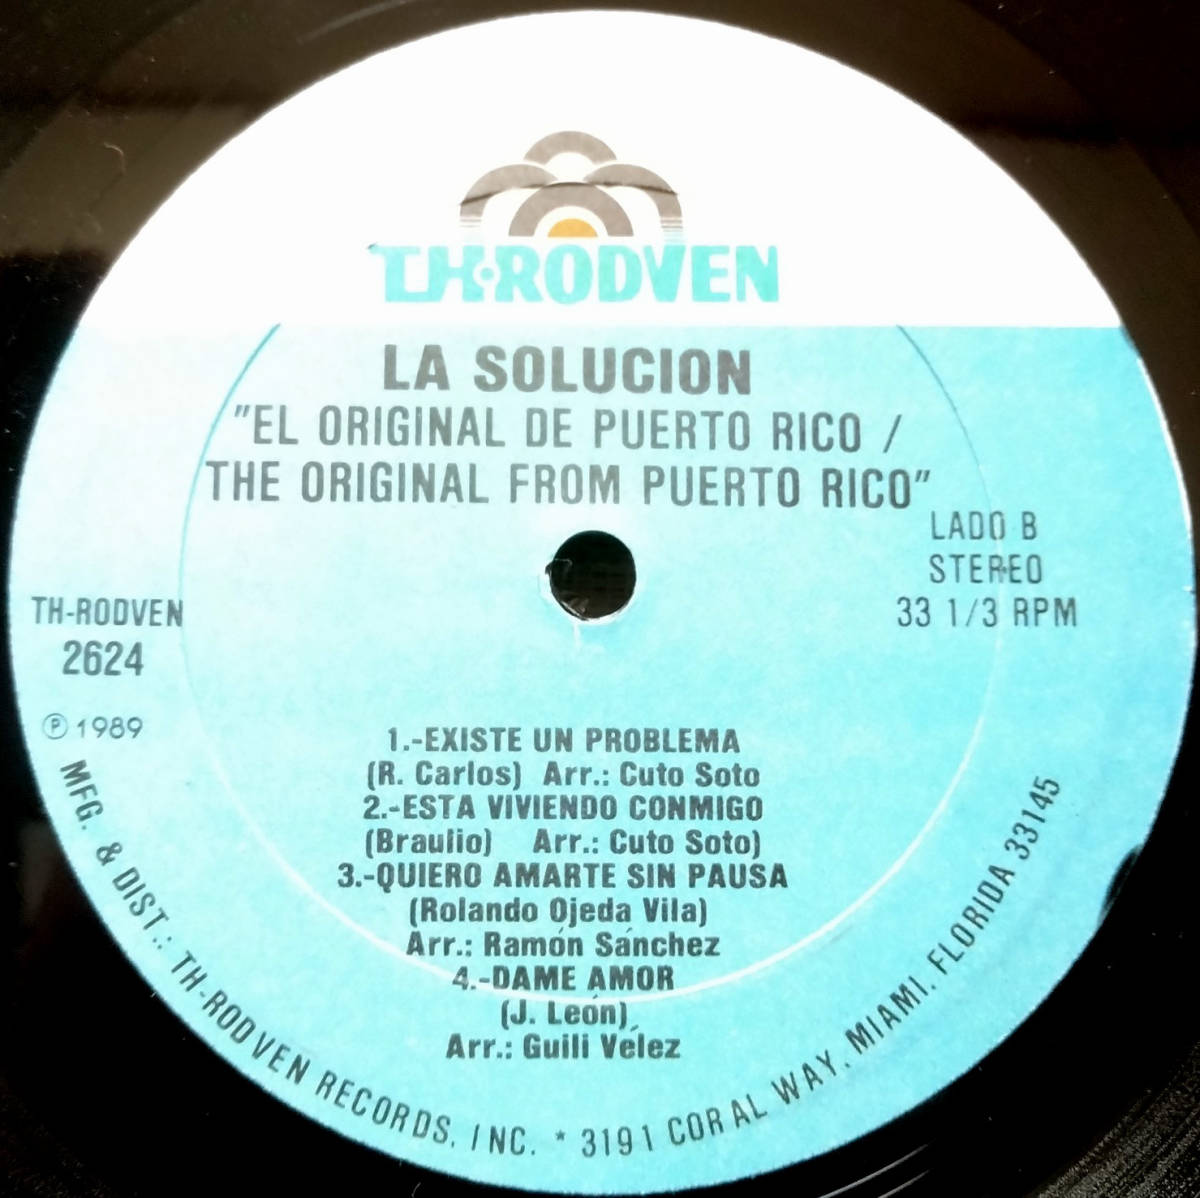 TH·RODVEN
LA SOLUCION
"EL ORIGINAL DE PUERTO RICO /
THE ORIGINAL FROM PUERTO RICO"
LADO B
STEREO
33 1/3 RPM
TH-RODVEN
2624
℗ 1989
1.-EXISTE UN PROBLEMA
(R. Carlos) Arr.: Cuto Soto
2.-ESTA VIVIENDO CONMIGO
(Braulio) Arr.: Cuto Soto)
3.-QUIERO AMARTE SIN PAUSA
(Rolando Ojeda Vila)
Arr.: Ramón Sánchez
4.-DAME AMOR
(J. León)
Arr.: Guili Vélez
MFG. & DIST.: TH-RODVEN RECORDS, INC. * 3191 CORAL WAY, MIAMI, FLORIDA 33145